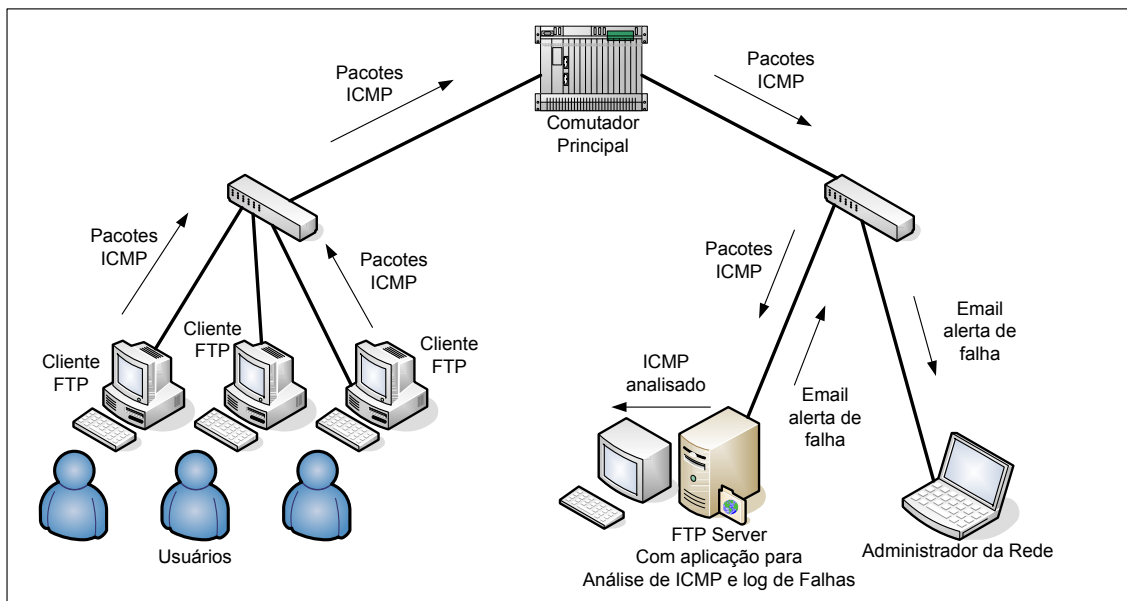 Pacotes
ICMP
Pacotes
ICMP
Comutador
Principal
Pacotes
ICMP
Pacotes
ICMP
Pacotes
ICMP
Email
alerta de
falha
Cliente
FTP
Cliente
FTP
Cliente
FTP
ICMP
analisado
Email
alerta de
falha
Usuários
FTP Server
Com aplicação para
Análise de ICMP e log de Falhas
Administrador da Rede